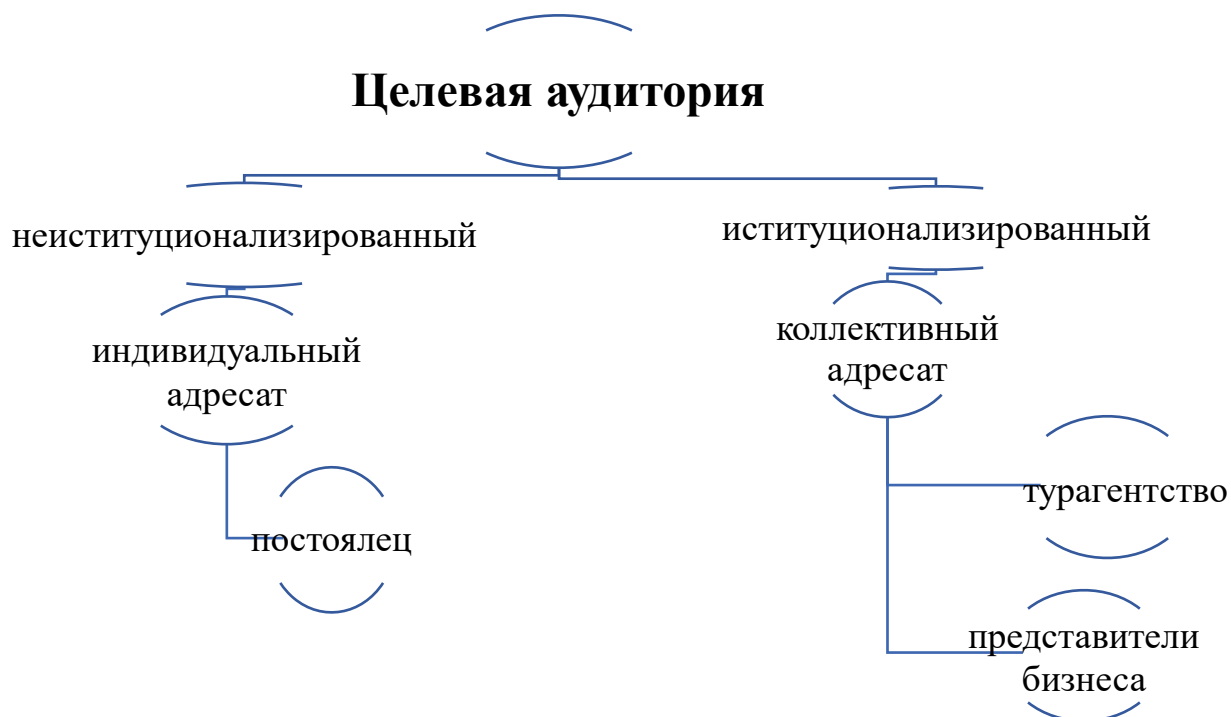 Целевая аудитория
неиституционализированный
иституционализированный
индивидуальный
адресат
коллективный
адресат
постоялец
турагентство
представители
бизнеса